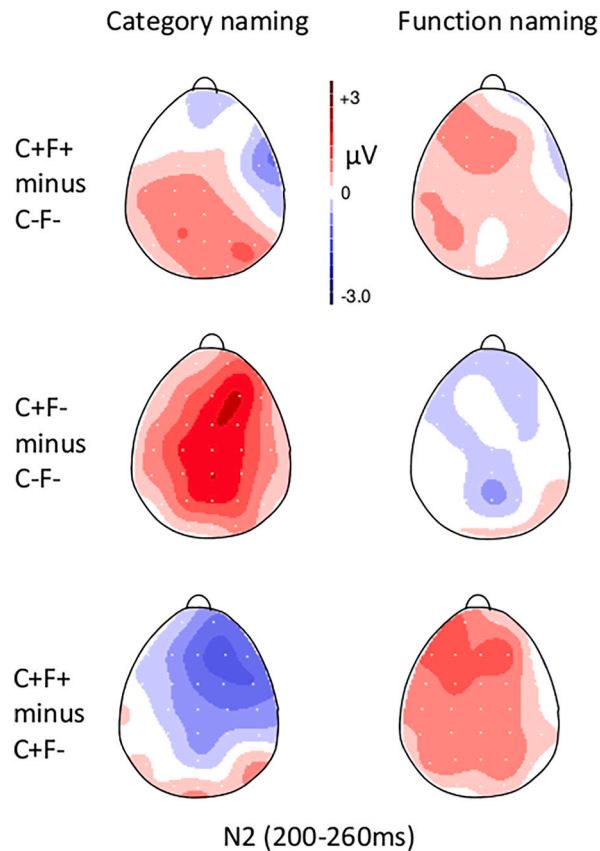 Category naming
Function naming
C+F+
minus
C-F-
+3
μV
0
-3.0
C+F-
minus
C-F-
C+F+
minus
C+F-
N2 (200-260ms)